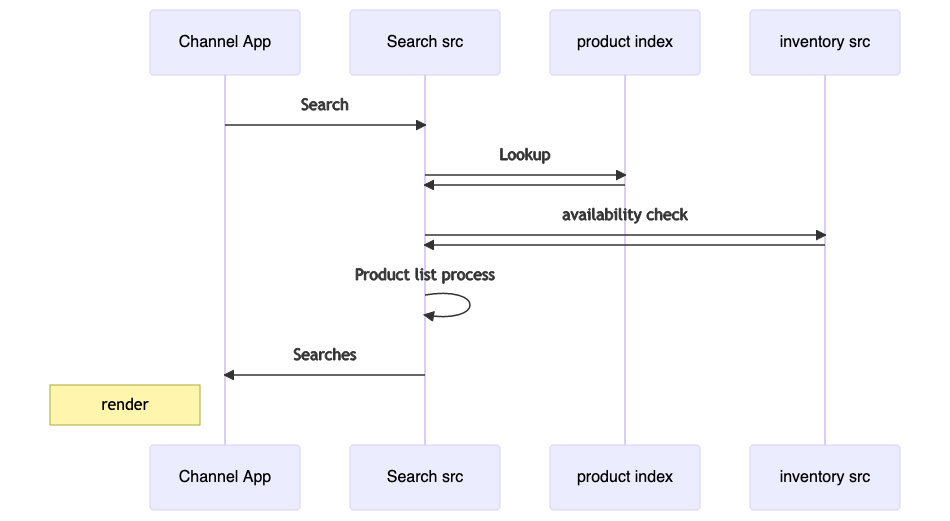 Channel App
Search src
product index
inventory src
Search
Lookup
availability check
Product list process
Searches
render
Channel App
Search src
product index
inventory src